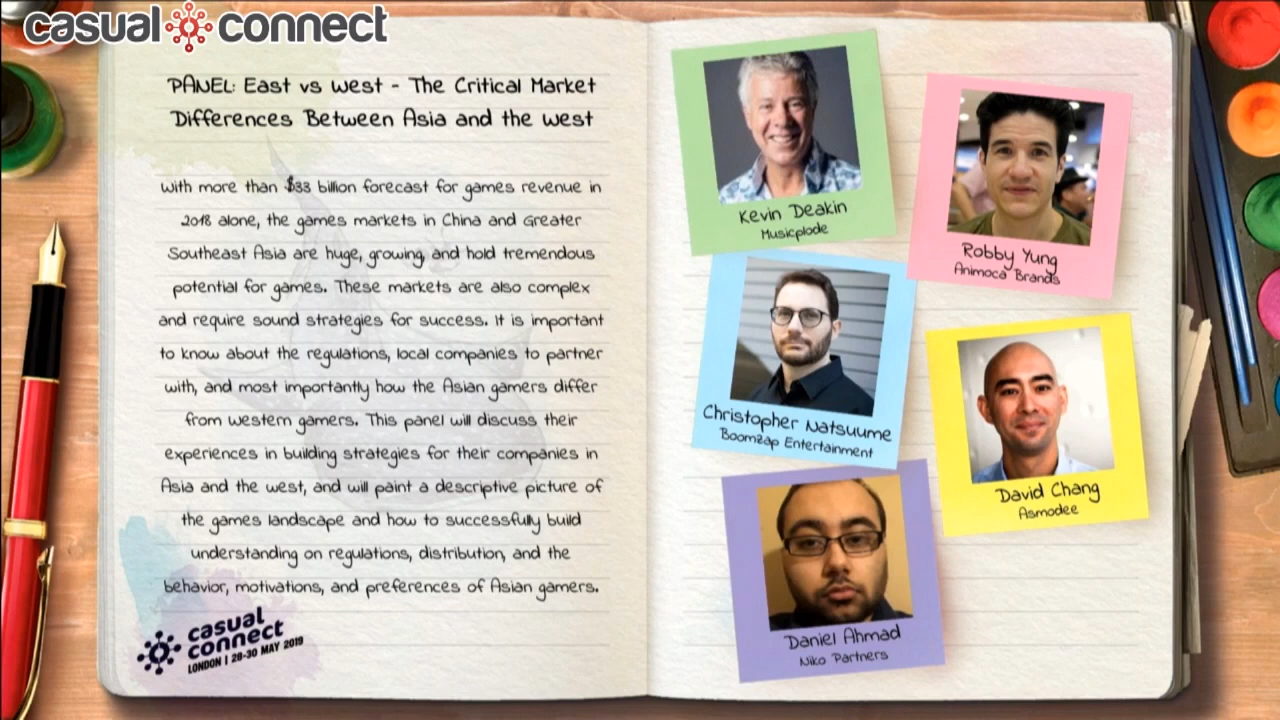 casual connect
PANEL: East vs West - The Critical Market
Differences Between Asia and the West
With more than $33 billion forecast for games revenue in
2018 alone, the games markets in China and Greater
Southeast Asia are huge, growing, and hold tremendous
potential for games. These markets are also complex
and require sound strategies for success. It is important
to know about the regulations, local companies to partner
with, and most importantly how the Asian gamers differ
from Western gamers. This panel will discuss their
experiences in building strategies for their companies in
Asia and the West, and will paint a descriptive picture of
the games landscape and how to successfully build
understanding on regulations, distribution, and the
behavior, motivations, and preferences of Asian gamers.
casual
connect
LONDON | 28-30 MAY 2019
Kevin Deakin
Musicplode
Robby Yung
Animoca Brands
Christopher Natsuume
Boomzap Entertainment
David Chang
Asmodee
Daniel Ahmad
Niko Partners